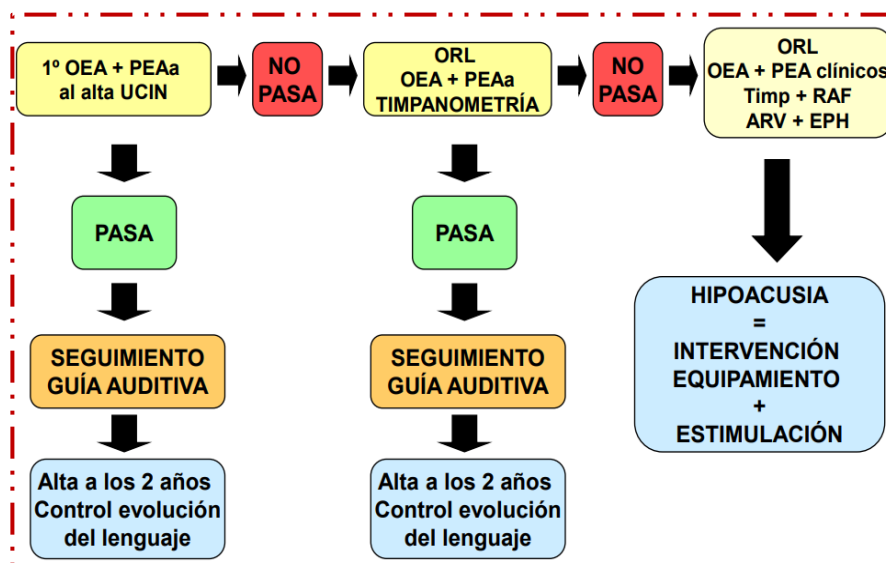 1º OEA + PEAa
al alta UCIN
NO
PASA
ORL
OEA + PEAa
TIMPANOMETRÍA
NO
PASA
ORL
OEA + PEA clínicos
Timp + RAF
ARV + EPH
PASA
PASA
SEGUIMIENTO
GUÍA AUDITIVA
SEGUIMIENTO
GUÍA AUDITIVA
HIPOACUSIA
=
INTERVENCIÓN
EQUIPAMIENTO
+
ESTIMULACIÓN
Alta a los 2 años
Control evolución
del lenguaje
Alta a los 2 años
Control evolución
del lenguaje